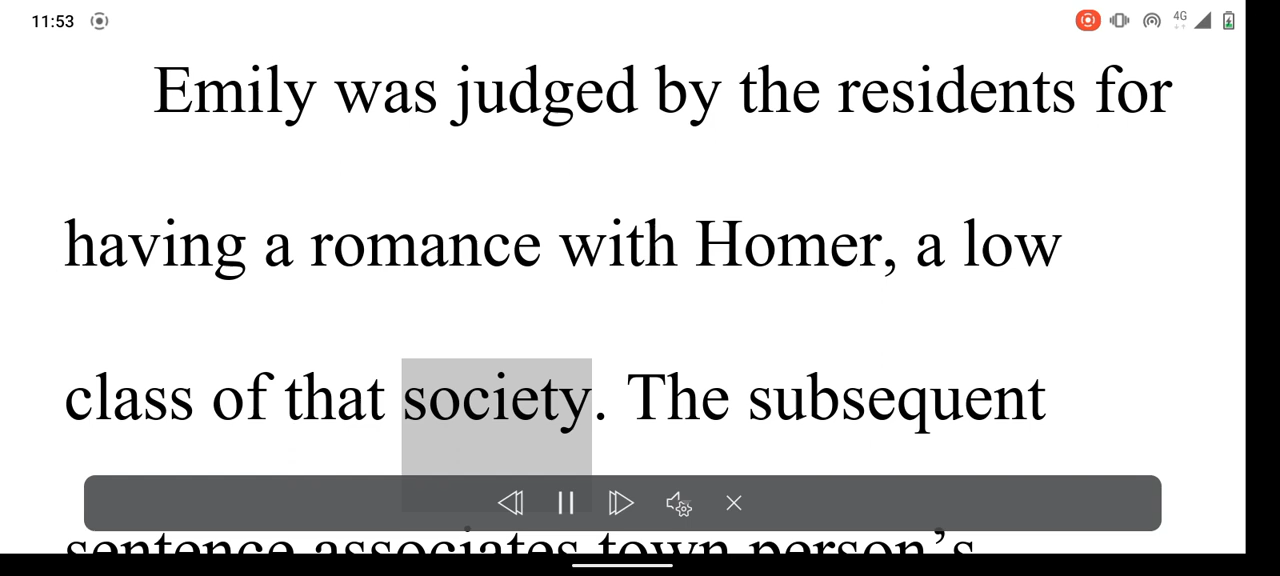 11:53
4G
Emily was judged by the residents for
having a romance with Homer, a low
class of that society. The subsequent
sentence associates town person’s